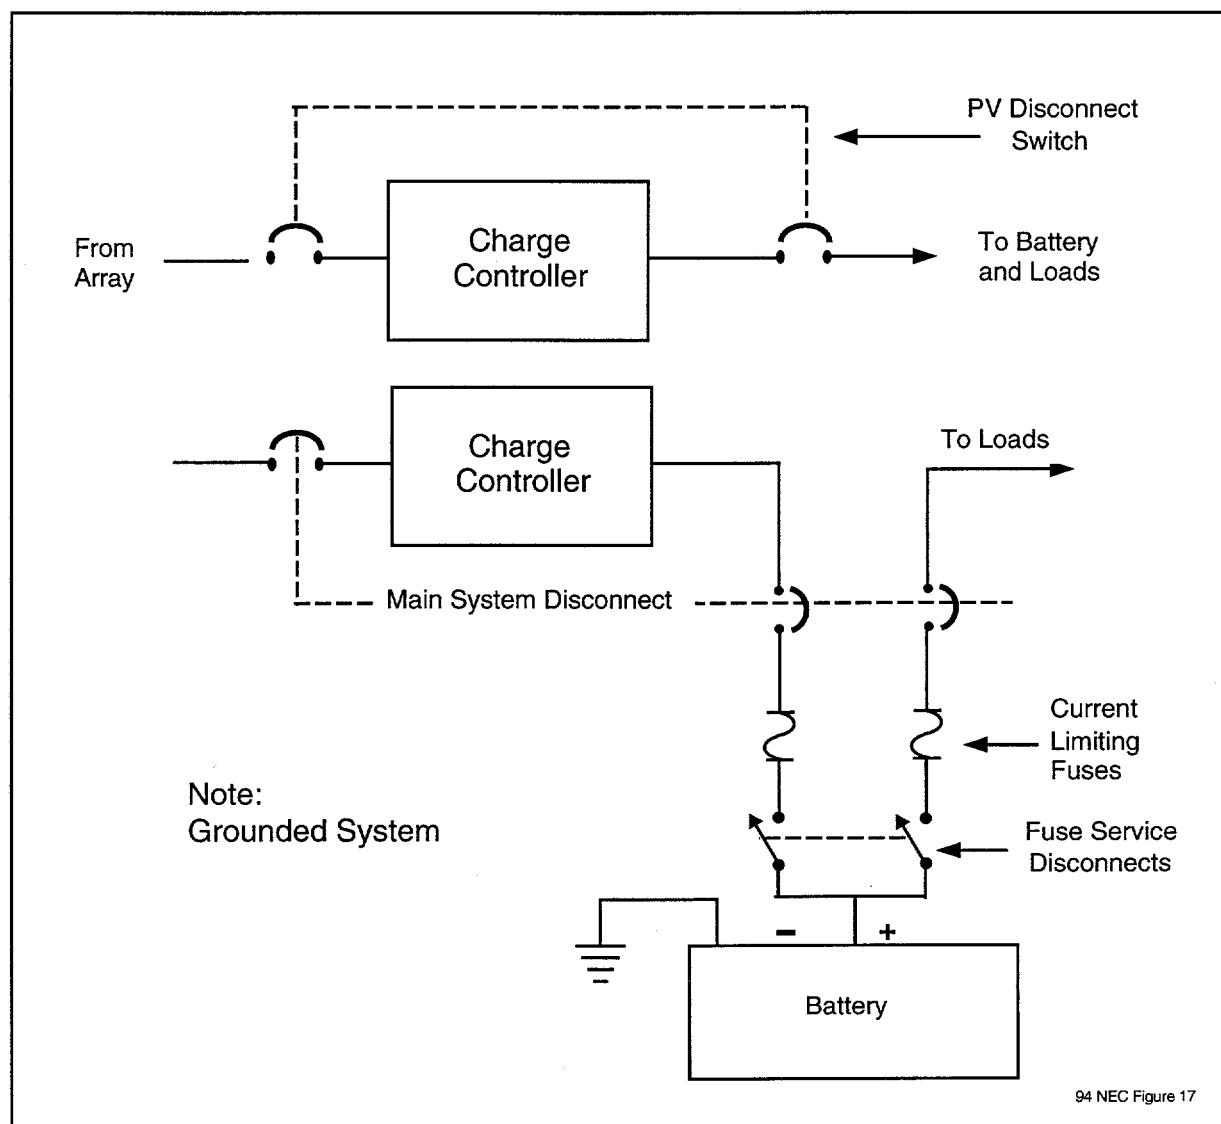 PV Disconnect
Switch
From
Array
Charge
Controller
To Battery
and Loads
Charge
Controller
To Loads
Main System Disconnect
Current
Limiting
Fuses
Note:
Grounded System
Fuse Service
Disconnects
- +
Battery
94 NEC Figure 17